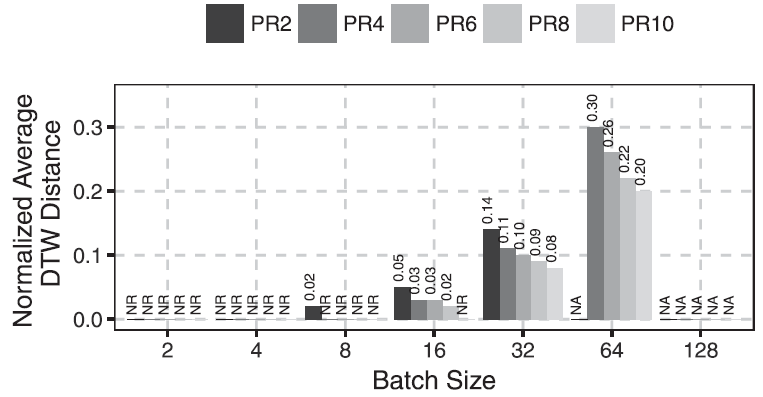 PR2 PR4 PR6 PR8 PR10
Normalized Average
DTW Distance
0.3
0.2
0.1
0.0
NR NR NR NR NR
NR NR NR NR NR
0.02 NR NR NR NR
0.05 0.03 0.03 0.02 NR
0.14 0.11 0.10 0.09 0.08
NA 0.30 0.26 0.22 0.20
NA NA NA NA NA
2 4 8 16 32 64 128
Batch Size